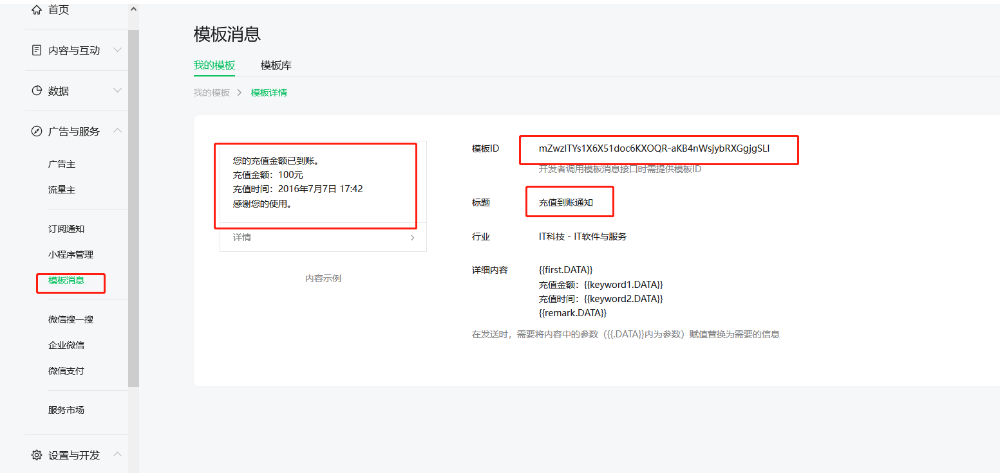 首页
内容与互动
数据
广告与服务
广告主
流量主
订阅通知
小程序管理
模板消息
微信搜一搜
企业微信
微信支付
服务市场
设置与开发
模板消息
我的模板
模板库
我的模板
模板详情
您的充值金额已到账。
充值金额：100元
充值时间：2016年7月7日 17:42
感谢您的使用。
详情
内容示例
模板ID
mZwzITYs1X6X51doc6KXOQR-aKB4nWsjybRXGgjgSLI
开发者调用模板消息接口时需提供模板ID
标题
充值到账通知
行业
IT科技 - IT软件与服务
详细内容
{{first.DATA}}
充值金额：{{keyword1.DATA}}
充值时间：{{keyword2.DATA}}
{{remark.DATA}}
在发送时，需要将内容中的参数（{{.DATA}}内为参数）赋值替换为需要的信息